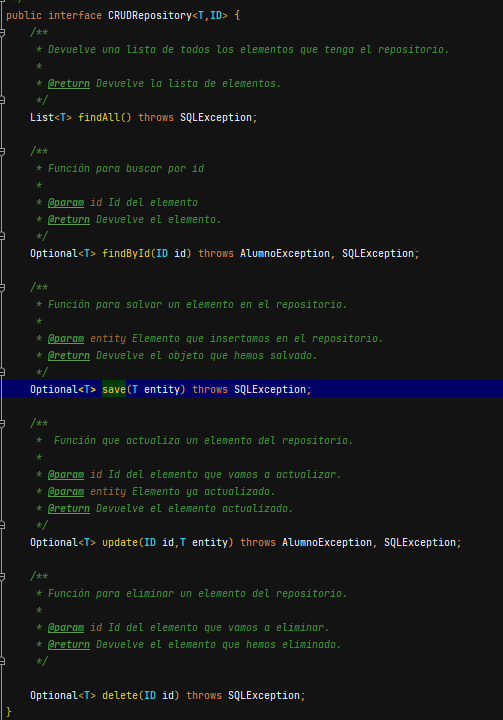 public interface CRUDRepository<T,ID> {
/**
* Devuelve una lista de todos los elementos que tenga el repositorio.
*
* @return Devuelve la lista de elementos.
*/
List<T> findAll() throws SQLException;
/**
* Función para buscar por id
*
* @param id Id del elemento
* @return Devuelve el elemento.
*/
Optional<T> findById(ID id) throws AlumnoException, SQLException;
/**
* Función para salvar un elemento en el repositorio.
*
* @param entity Elemento que insertamos en el repositorio.
* @return Devuelve el objeto que hemos salvado.
*/
Optional<T> save(T entity) throws SQLException;
/**
*  Función que actualiza un elemento del repositorio.
*
* @param id Id del elemento que vamos a actualizar.
* @param entity Elemento ya actualizado.
* @return Devuelve el elemento actualizado.
*/
Optional<T> update(ID id,T entity) throws AlumnoException, SQLException;
/**
* Función para eliminar un elemento del repositorio.
*
* @param id Id del elemento que vamos a eliminar.
* @return Devuelve el elemento que hemos eliminado.
*/
Optional<T> delete(ID id) throws SQLException;
}